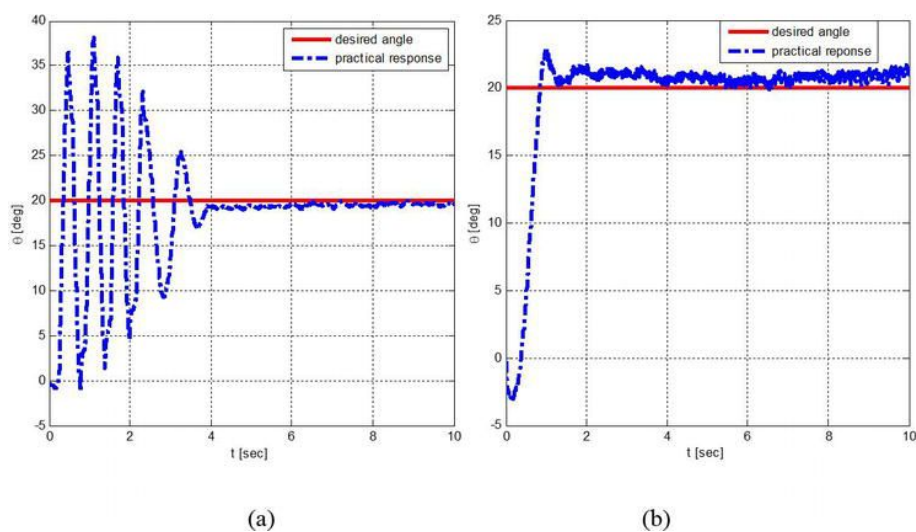 40
35
30
25
20
15
10
5
0
-5
θ [deg]
0 2 4 6 8 10
t [sec]
desired angle
practical response
(a)
25
20
15
10
5
0
-5
θ [deg]
0 2 4 6 8 10
t [sec]
desired angle
practical reponse
(b)